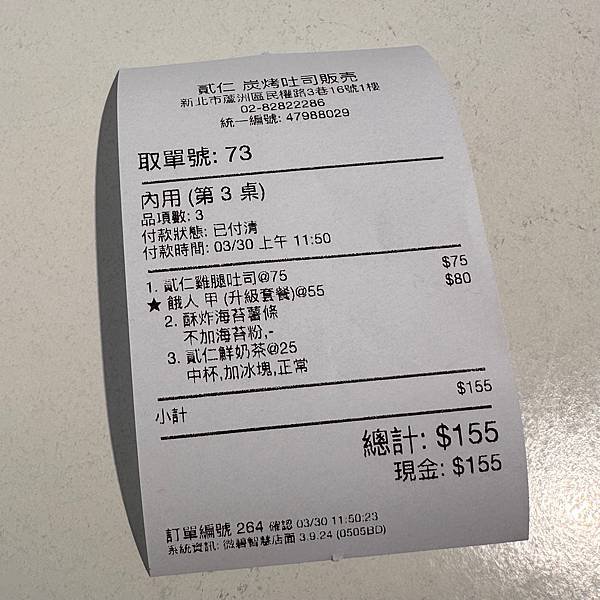 貳仁 炭烤吐司販売
新北市蘆洲區民權路3巷16號1樓
02-82822286
統一編號: 47988029
取單號: 73
內用 (第 3 桌)
品項數: 3
付款狀態: 已付清
付款時間: 03/30 上午 11:50
1. 貳仁雞腿吐司@75 $75
★ 餓人 甲 (升級套餐)@55 $80
2. 酥炸海苔薯條
不加海苔粉,-
3. 貳仁鮮奶茶@25
中杯,加冰塊,正常
小計 $155
總計: $155
現金: $155
訂單編號 264 確認 03/30 11:50:23
系統資訊: 微碧智慧店面 3.9.24 (0505BD)